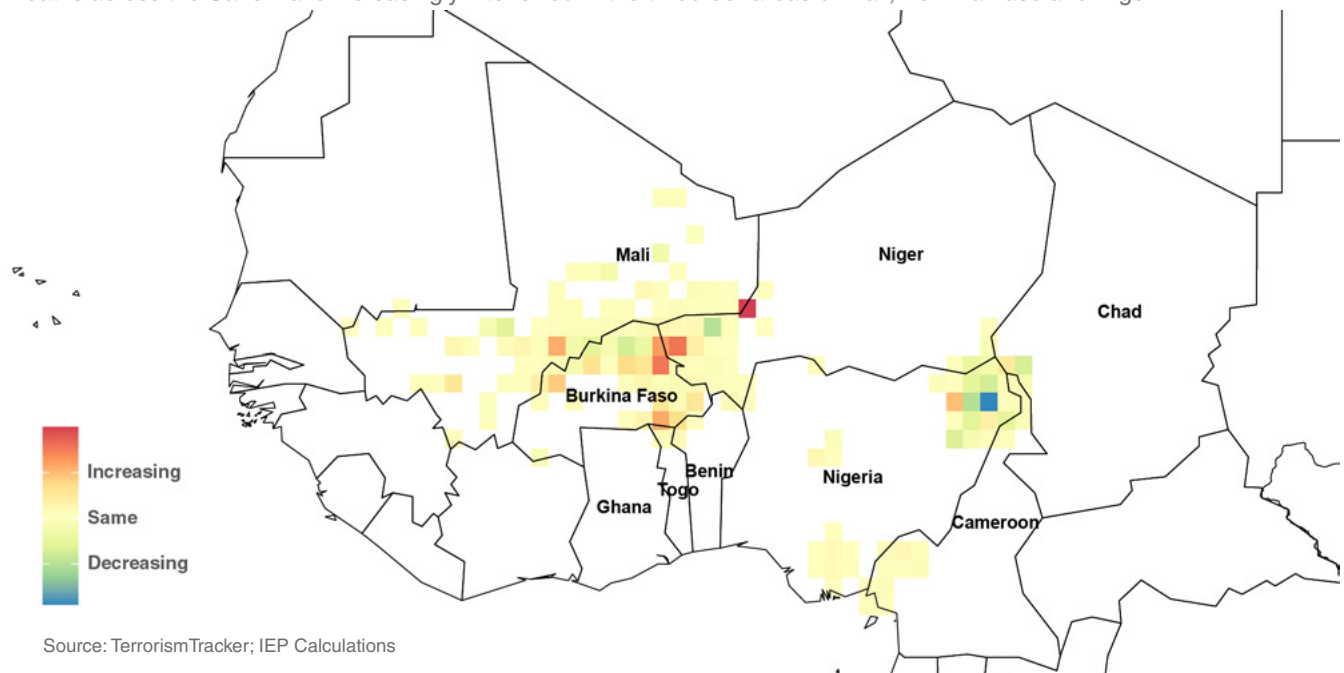 Mali
Niger
Chad
Burkina Faso
Benin
Nigeria
Togo
Ghana
Cameroon
Increasing
Same
Decreasing
Source: TerrorismTracker; IEP Calculations